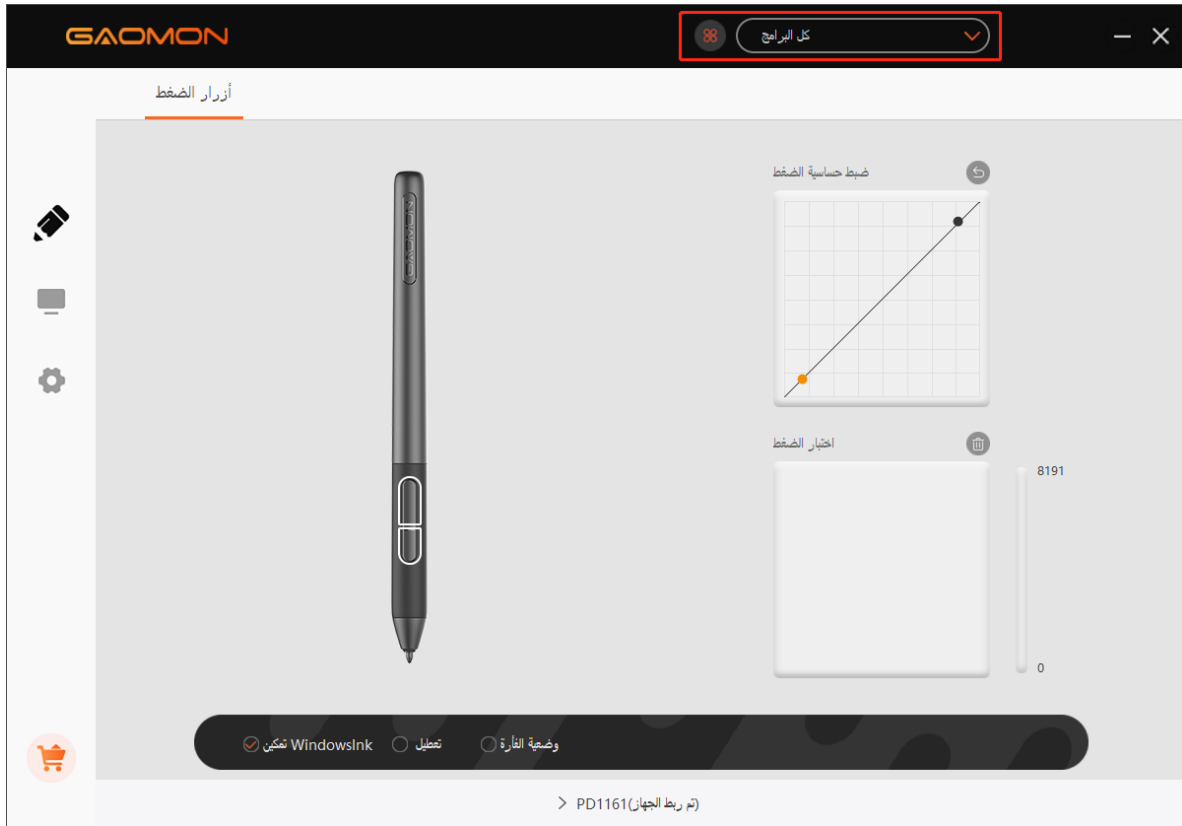 GAOMON
كل البرامج
أزرار الضغط
GAOMON
ضبط حساسية الضغط
اختبار الضغط
8191
0
تمكين WindowsInk
تعطيل
وضعية الفأرة
PD1161(تم ربط الجهاز)